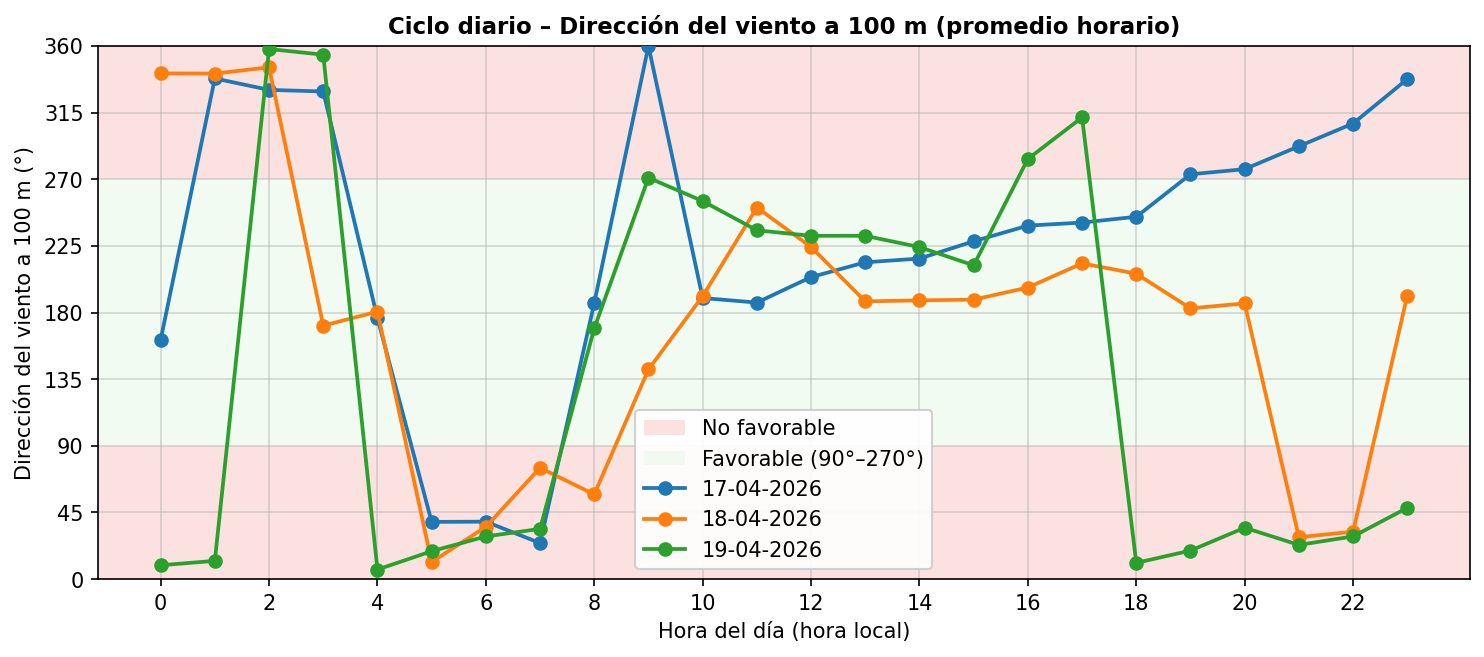 Ciclo diario – Dirección del viento a 100 m (promedio horario)
Dirección del viento a 100 m (°)
360
315
270
225
180
135
90
45
0
No favorable
Favorable (90°–270°)
17-04-2026
18-04-2026
19-04-2026
0 2 4 6 8 10 12 14 16 18 20 22
Hora del día (hora local)